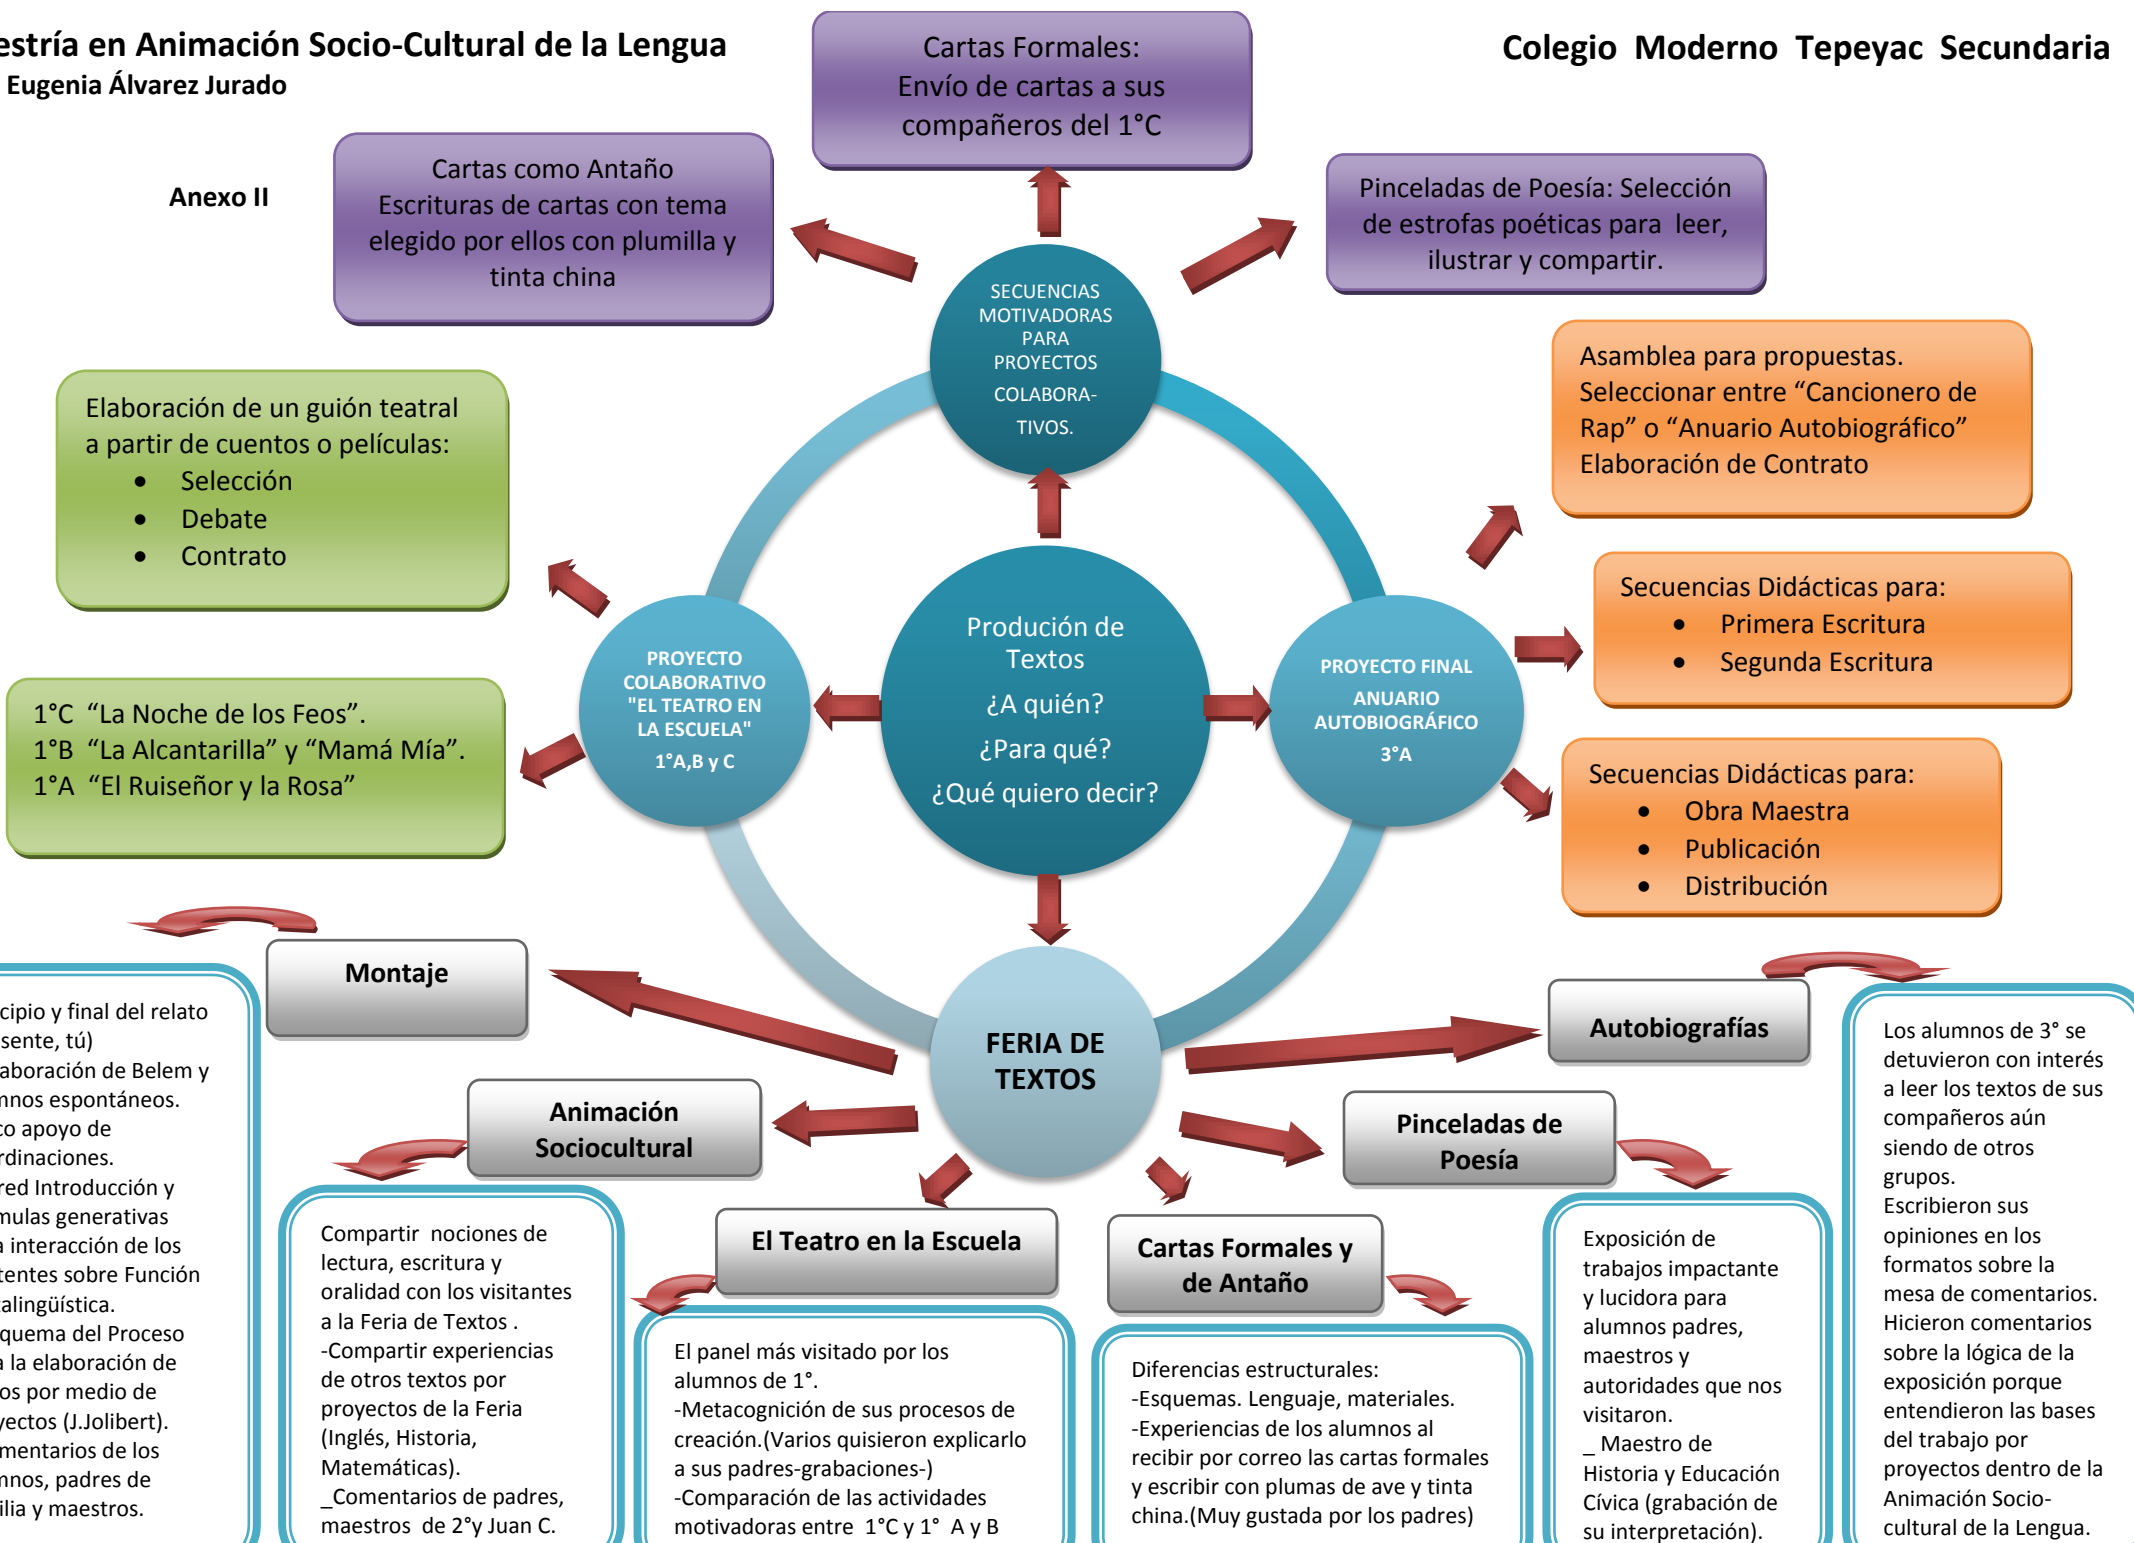 estría en Animación Socio-Cultural de la Lengua
Eugenia Álvarez Jurado
Colegio Moderno Tepeyac Secundaria
Anexo II
Cartas Formales:
Envío de cartas a sus
compañeros del 1°C
Cartas como Antaño
Escrituras de cartas con tema
elegido por ellos con plumilla y
tinta china
Pinceladas de Poesía: Selección
de estrofas poéticas para leer,
ilustrar y compartir.
SECUENCIAS
MOTIVADORAS
PARA
PROYECTOS
COLABORA-
TIVOS.
Elaboración de un guión teatral
a partir de cuentos o películas:
• Selección
• Debate
• Contrato
Asamblea para propuestas.
Seleccionar entre “Cancionero de
Rap” o “Anuario Autobiográfico”
Elaboración de Contrato
Secuencias Didácticas para:
• Primera Escritura
• Segunda Escritura
1°C “La Noche de los Feos”.
1°B “La Alcantarilla” y “Mamá Mía”.
1°A “El Ruiseñor y la Rosa”
PROYECTO
COLABORATIVO
"EL TEATRO EN
LA ESCUELA"
1°A,B y C
Produción de
Textos
¿A quién?
¿Para qué?
¿Qué quiero decir?
PROYECTO FINAL
ANUARIO
AUTOBIOGRÁFICO
3°A
Secuencias Didácticas para:
• Obra Maestra
• Publicación
• Distribución
FERIA DE
TEXTOS
Montaje
cipio y final del relato
sente, tú)
aboración de Belem y
mnos espontáneos.
co apoyo de
rdinaciones.
red Introducción y
mulas generativas
a interacción de los
tentes sobre Función
talingüística.
quema del Proceso
a la elaboración de
os por medio de
yectos (J.Jolibert).
mentarios de los
mnos, padres de
ilia y maestros.
Animación
Sociocultural
Compartir nociones de
lectura, escritura y
oralidad con los visitantes
a la Feria de Textos .
-Compartir experiencias
de otros textos por
proyectos de la Feria
(Inglés, Historia,
Matemáticas).
_Comentarios de padres,
maestros de 2°y Juan C.
El Teatro en la Escuela
El panel más visitado por los
alumnos de 1°.
-Metacognición de sus procesos de
creación.(Varios quisieron explicarlo
a sus padres-grabaciones-)
-Comparación de las actividades
motivadoras entre 1°C y 1° A y B
Cartas Formales y
de Antaño
Diferencias estructurales:
-Esquemas. Lenguaje, materiales.
-Experiencias de los alumnos al
recibir por correo las cartas formales
y escribir con plumas de ave y tinta
china.(Muy gustada por los padres)
Pinceladas de
Poesía
Exposición de
trabajos impactante
y lucidora para
alumnos padres,
maestros y
autoridades que nos
visitaron.
_ Maestro de
Historia y Educación
Cívica (grabación de
su interpretación).
Autobiografías
Los alumnos de 3° se
detuvieron con interés
a leer los textos de sus
compañeros aún
siendo de otros
grupos.
Escribieron sus
opiniones en los
formatos sobre la
mesa de comentarios.
Hicieron comentarios
sobre la lógica de la
exposición porque
entendieron las bases
del trabajo por
proyectos dentro de la
Animación Socio-
cultural de la Lengua.